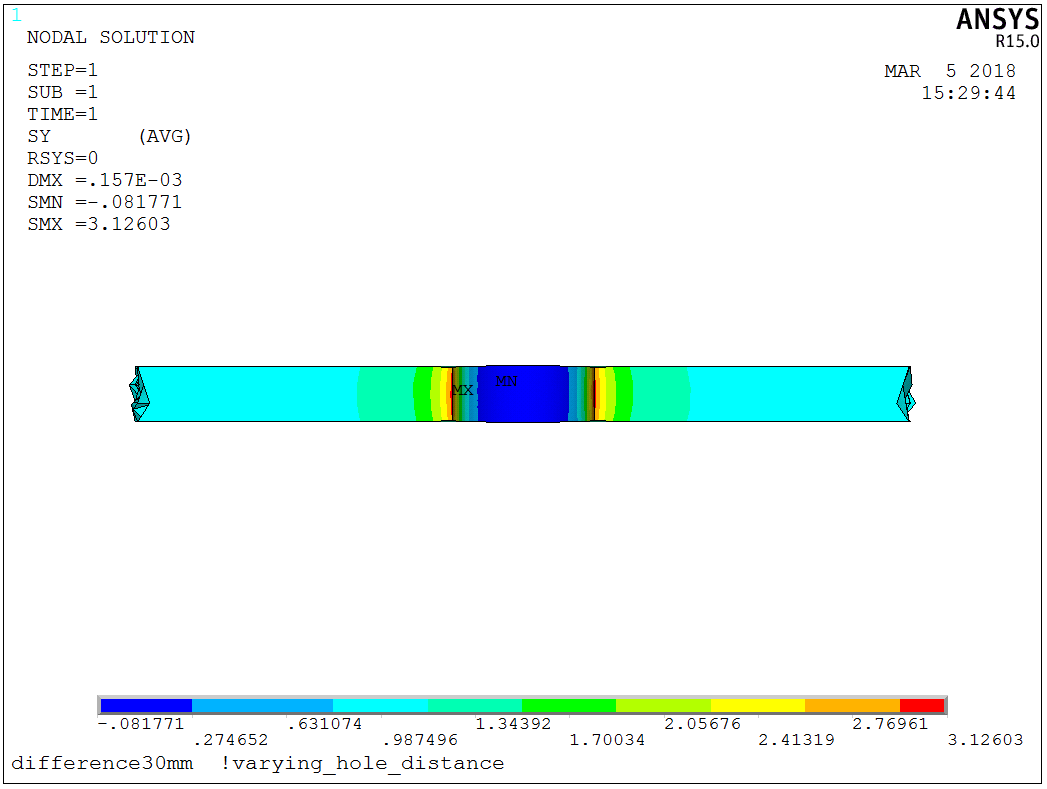 1
ANSYS
R15.0
NODAL SOLUTION
STEP=1
SUB =1
TIME=1
SY (AVG)
RSYS=0
DMX =.157E-03
SMN =-.081771
SMX =3.12603
MAR 5 2018
15:29:44
MX
MN
-.081771 .631074 1.34392 2.05676 2.76961
.274652 .987496 1.70034 2.41319 3.12603
difference30mm !varying_hole_distance